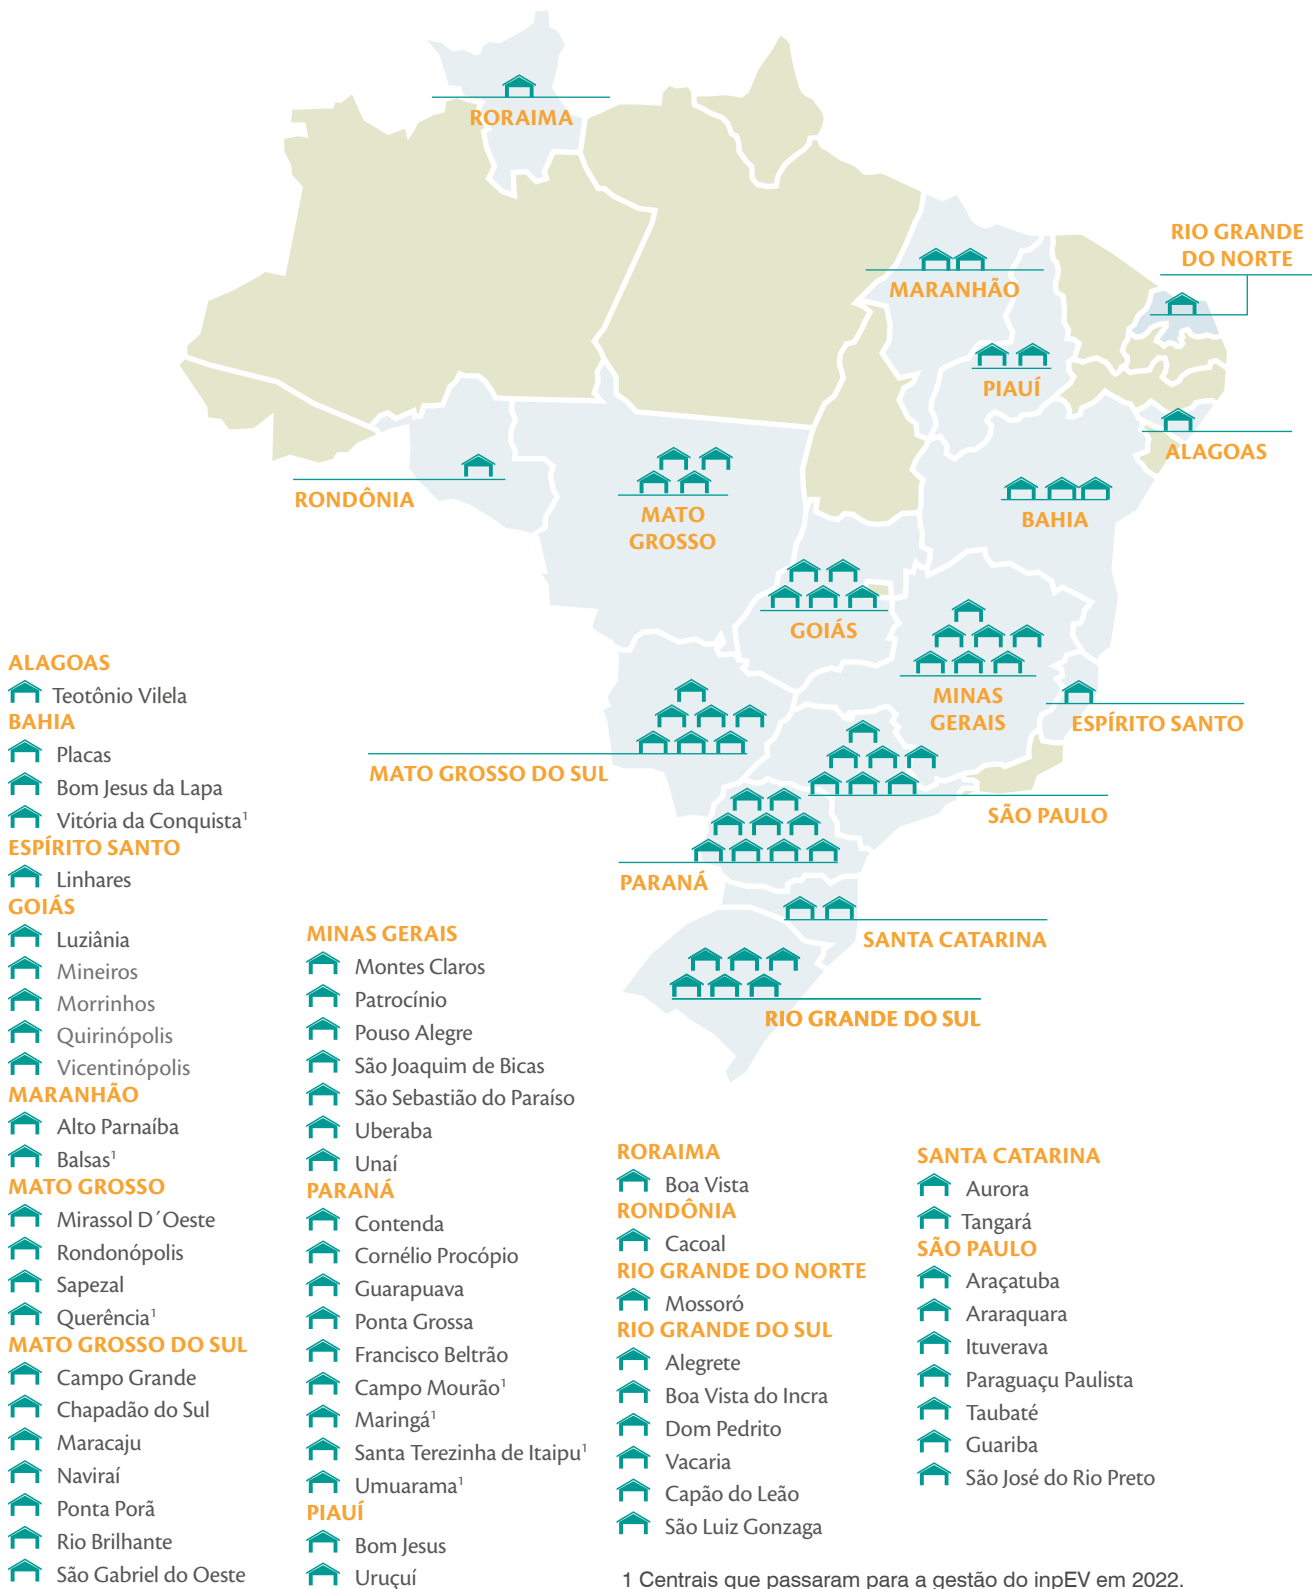 RORAIMA
RIO GRANDE
DO NORTE
MARANHÃO
PIAUÍ
ALAGOAS
RONDÔNIA
MATO
GROSSO
BAHIA
GOIÁS
MINAS
GERAIS
ESPÍRITO SANTO
MATO GROSSO DO SUL
SÃO PAULO
PARANÁ
SANTA CATARINA
RIO GRANDE DO SUL
ALAGOAS
Teotônio Vilela
BAHIA
Placas
Bom Jesus da Lapa
Vitória da Conquista¹
ESPÍRITO SANTO
Linhares
GOIÁS
Luziânia
Mineiros
Morrinhos
Quirinópolis
Vicentinópolis
MARANHÃO
Alto Parnaíba
Balsas¹
MATO GROSSO
Mirassol D´Oeste
Rondonópolis
Sapezal
Querência¹
MATO GROSSO DO SUL
Campo Grande
Chapadão do Sul
Maracaju
Naviraí
Ponta Porã
Rio Brilhante
São Gabriel do Oeste
MINAS GERAIS
Montes Claros
Patrocínio
Pouso Alegre
São Joaquim de Bicas
São Sebastião do Paraíso
Uberaba
Unaí
PARANÁ
Contenda
Cornélio Procópio
Guarapuava
Ponta Grossa
Francisco Beltrão
Campo Mourão¹
Maringá¹
Santa Terezinha de Itaipu¹
Umuarama¹
PIAUÍ
Bom Jesus
Uruçuí
RORAIMA
Boa Vista
RONDÔNIA
Cacoal
RIO GRANDE DO NORTE
Mossoró
RIO GRANDE DO SUL
Alegrete
Boa Vista do Incra
Dom Pedrito
Vacaria
Capão do Leão
São Luiz Gonzaga
SANTA CATARINA
Aurora
Tangará
SÃO PAULO
Araçatuba
Araraquara
Ituverava
Paraguaçu Paulista
Taubaté
Guariba
São José do Rio Preto
1 Centrais que passaram para a gestão do inpEV em 2022.